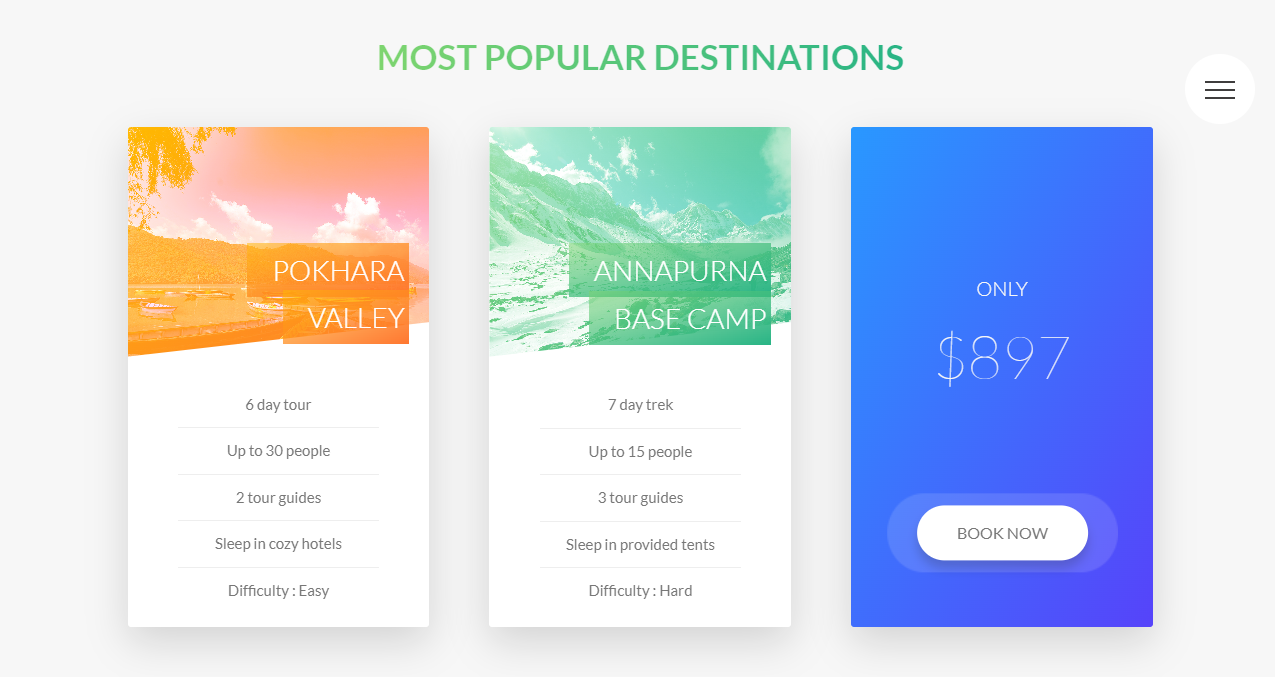 MOST POPULAR DESTINATIONS
POKHARA
VALLEY
6 day tour
Up to 30 people
2 tour guides
Sleep in cozy hotels
Difficulty : Easy
ANNAPURNA
BASE CAMP
7 day trek
Up to 15 people
3 tour guides
Sleep in provided tents
Difficulty : Hard
ONLY
$897
BOOK NOW